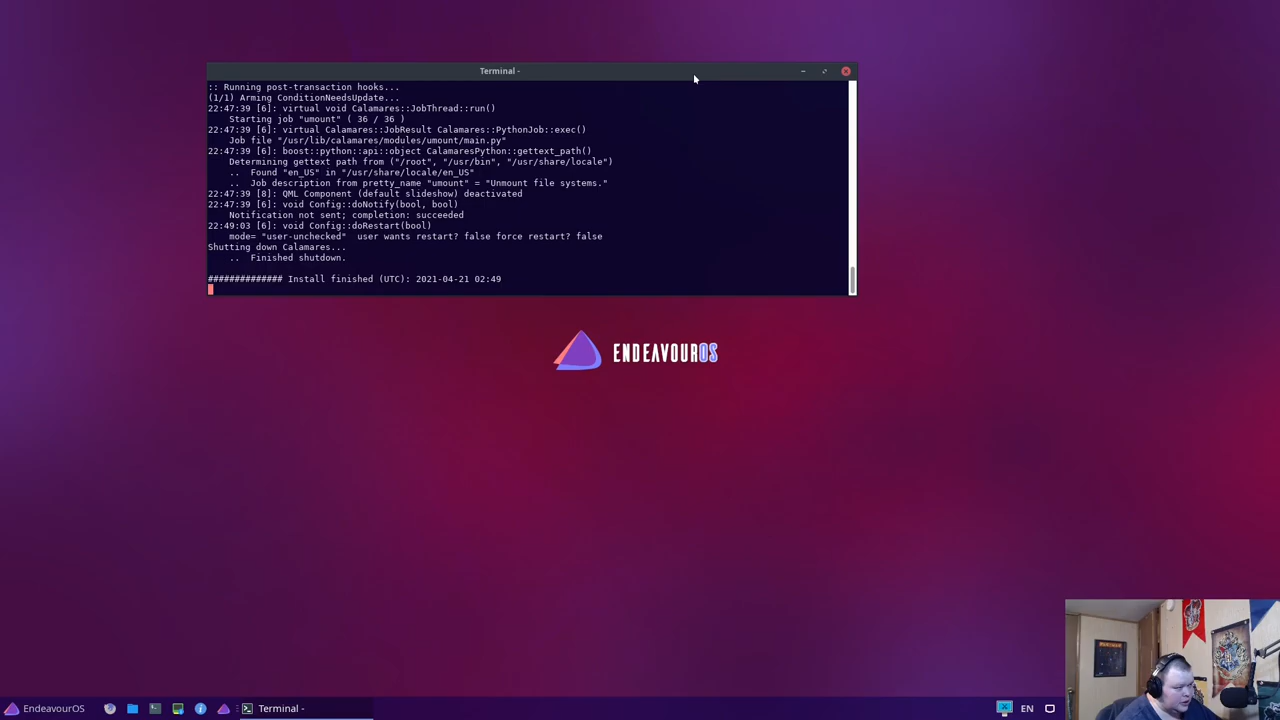 Terminal -
:: Running post-transaction hooks...
(1/1) Arming ConditionNeedsUpdate...
22:47:39 [6]: virtual void Calamares::JobThread::run()
Starting job "umount" ( 36 / 36 )
22:47:39 [6]: virtual Calamares::JobResult Calamares::PythonJob::exec()
Job file "/usr/lib/calamares/modules/umount/main.py"
22:47:39 [6]: boost::python::api::object CalamaresPython::gettext_path()
Determining gettext path from ("/root", "/usr/bin", "/usr/share/locale")
.. Found "en_US" in "/usr/share/locale/en_US"
.. Job description from pretty_name "umount" = "Unmount file systems."
22:47:39 [8]: QML Component (default slideshow) deactivated
22:47:39 [6]: void Config::doNotify(bool, bool)
Notification not sent; completion: succeeded
22:49:03 [6]: void Config::doRestart(bool)
mode= "user-unchecked" user wants restart? false force restart? false
Shutting down Calamares...
.. Finished shutdown.
############## Install finished (UTC): 2021-04-21 02:49
ENDEAVOUROS
EndeavourOS
Terminal -
EN